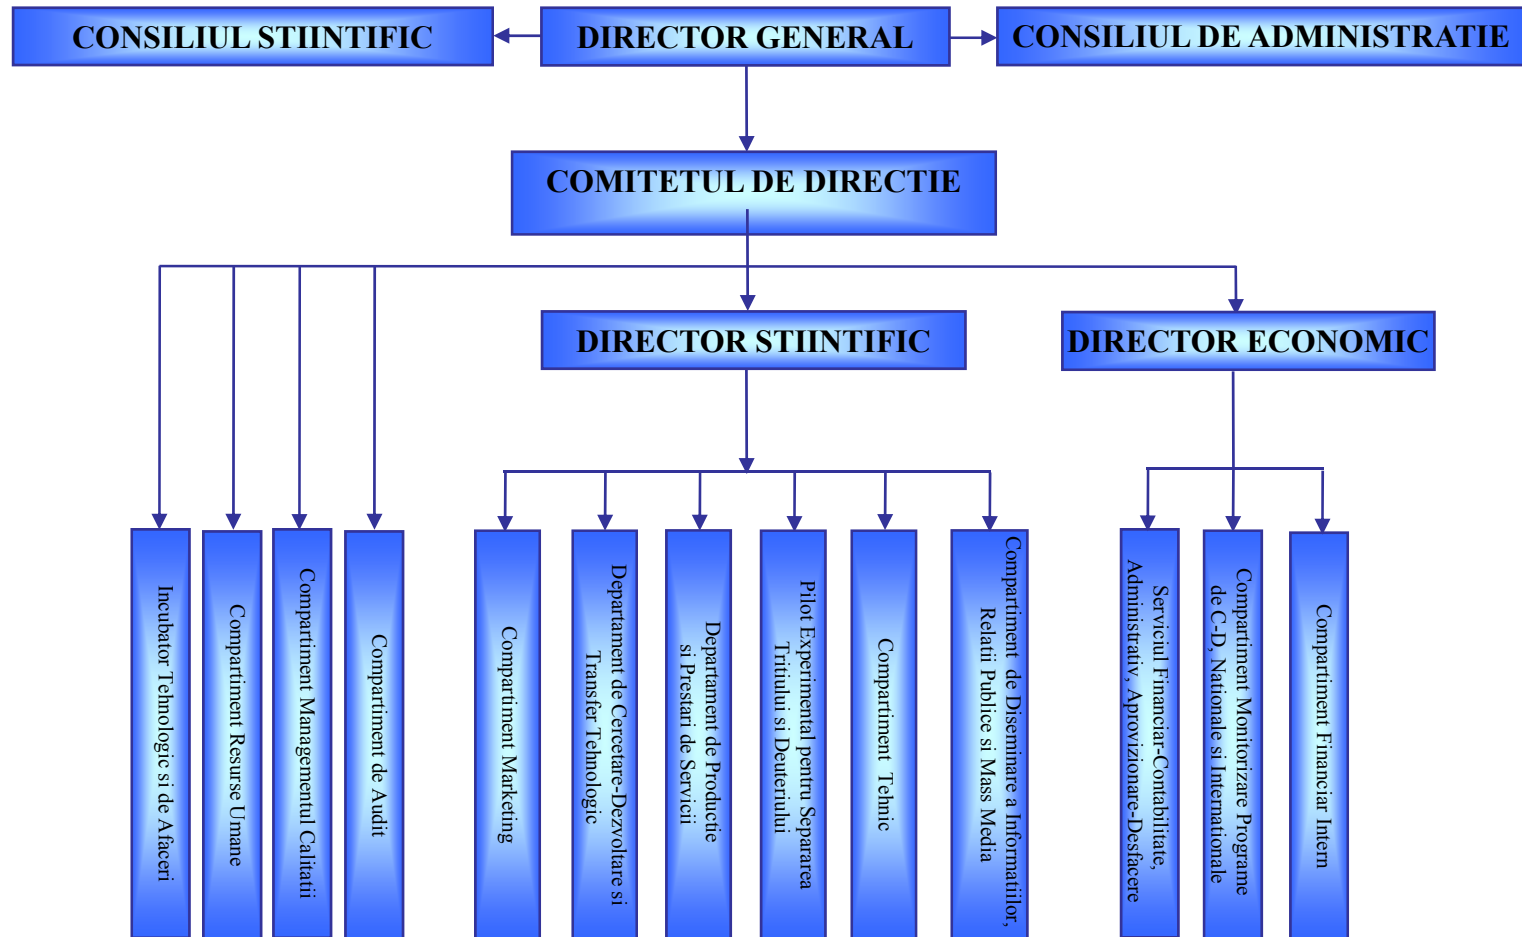 CONSILIUL STIINTIFIC
DIRECTOR GENERAL
CONSILIUL DE ADMINISTRATIE
COMITETUL DE DIRECTIE
DIRECTOR STIINTIFIC
DIRECTOR ECONOMIC
Incubator Tehnologic si de Afaceri
Compartiment Resurse Umane
Compartiment Managementul Calitatii
Compartiment de Audit
Compartiment Marketing
Departament de Cercetare-Dezvoltare si
Transfer Tehnologic
Departament de Productie
si Prestari de Servicii
Pilot Experimental pentru Separarea
Tritiului si Deuteriului
Compartiment Tehnic
Compartiment de Diseminare a Informatiilor,
Relatii Publice si Mass Media
Serviciul Financiar-Contabilitate,
Administrativ, Aprovizionare-Desfacere
Compartiment Monitorizare Programe
de C-D, Nationale si Internationale
Compartiment Financiar Intern